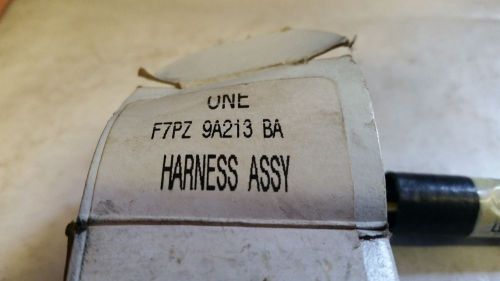 ONE
F7PZ 9A213 BA
HARNESS ASSY